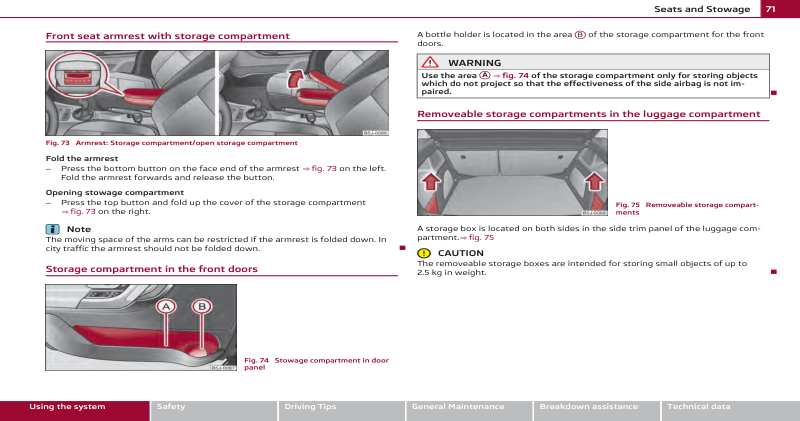 Seats and Stowage 71
Front seat armrest with storage compartment
Fig. 73 Armrest: Storage compartment/open storage compartment
Fold the armrest
– Press the bottom button on the face end of the armrest ⇒ fig. 73 on the left.
Fold the armrest forwards and release the button.
Opening stowage compartment
– Press the top button and fold up the cover of the storage compartment
⇒ fig. 73 on the right.
i Note
The moving space of the arms can be restricted if the armrest is folded down. In
city traffic the armrest should not be folded down.
Storage compartment in the front doors
A B
B5J-0087
Fig. 74 Stowage compartment in door
panel
A bottle holder is located in the area B of the storage compartment for the front
doors.
WARNING
Use the area A ⇒ fig. 74 of the storage compartment only for storing objects
which do not project so that the effectiveness of the side airbag is not im-
paired.
Removeable storage compartments in the luggage compartment
Fig. 75 Removeable storage compart-
ments
A storage box is located on both sides in the side trim panel of the luggage com-
partment.⇒ fig. 75
! CAUTION
The removeable storage boxes are intended for storing small objects of up to
2.5 kg in weight.
Using the system Safety Driving Tips General Maintenance Breakdown assistance Technical data